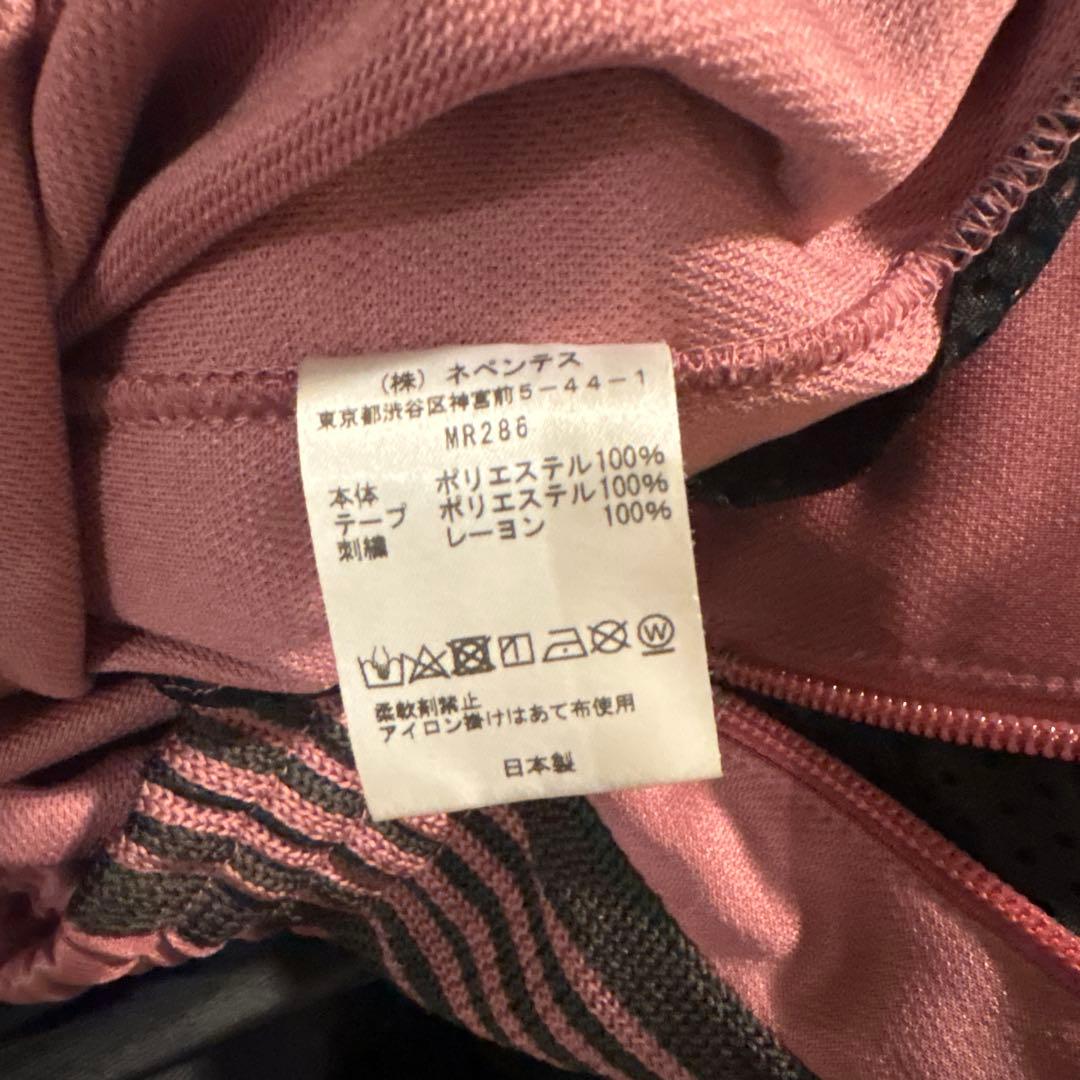 （株）ネペンテス
東京都渋谷区神宮前5-44-1
MR286
本体 ポリエステル100%
テープ ポリエステル100%
刺繍 レーヨン 100%
W
柔軟剤禁止
アイロン掛けはあて布使用
日本製